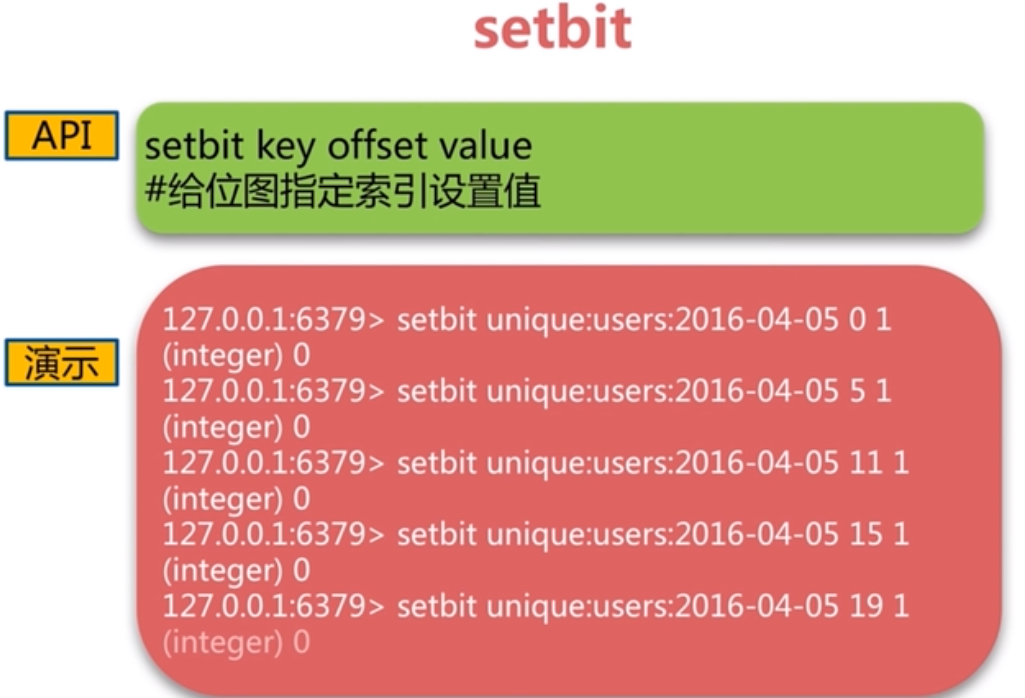 setbit
API
setbit key offset value
#给位图指定索引设置值
演示
127.0.0.1:6379> setbit unique:users:2016-04-05 0 1
(integer) 0
127.0.0.1:6379> setbit unique:users:2016-04-05 5 1
(integer) 0
127.0.0.1:6379> setbit unique:users:2016-04-05 11 1
(integer) 0
127.0.0.1:6379> setbit unique:users:2016-04-05 15 1
(integer) 0
127.0.0.1:6379> setbit unique:users:2016-04-05 19 1
(integer) 0